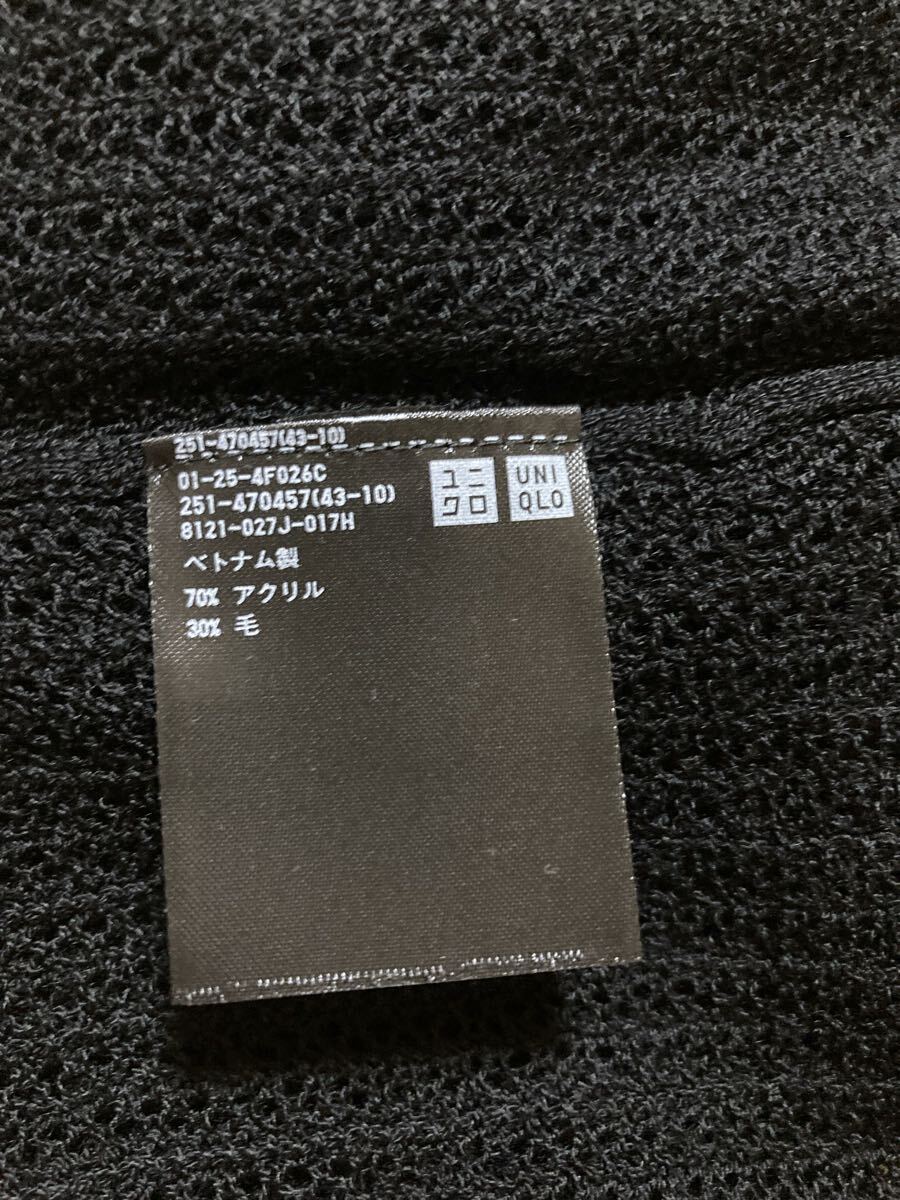 251-470457(43-10)
01-25-4F026C
251-470457(43-10)
8121-027J-017H
ベトナム製
70% アクリル
30% 毛
ユニ
クロ
UNI
QLO